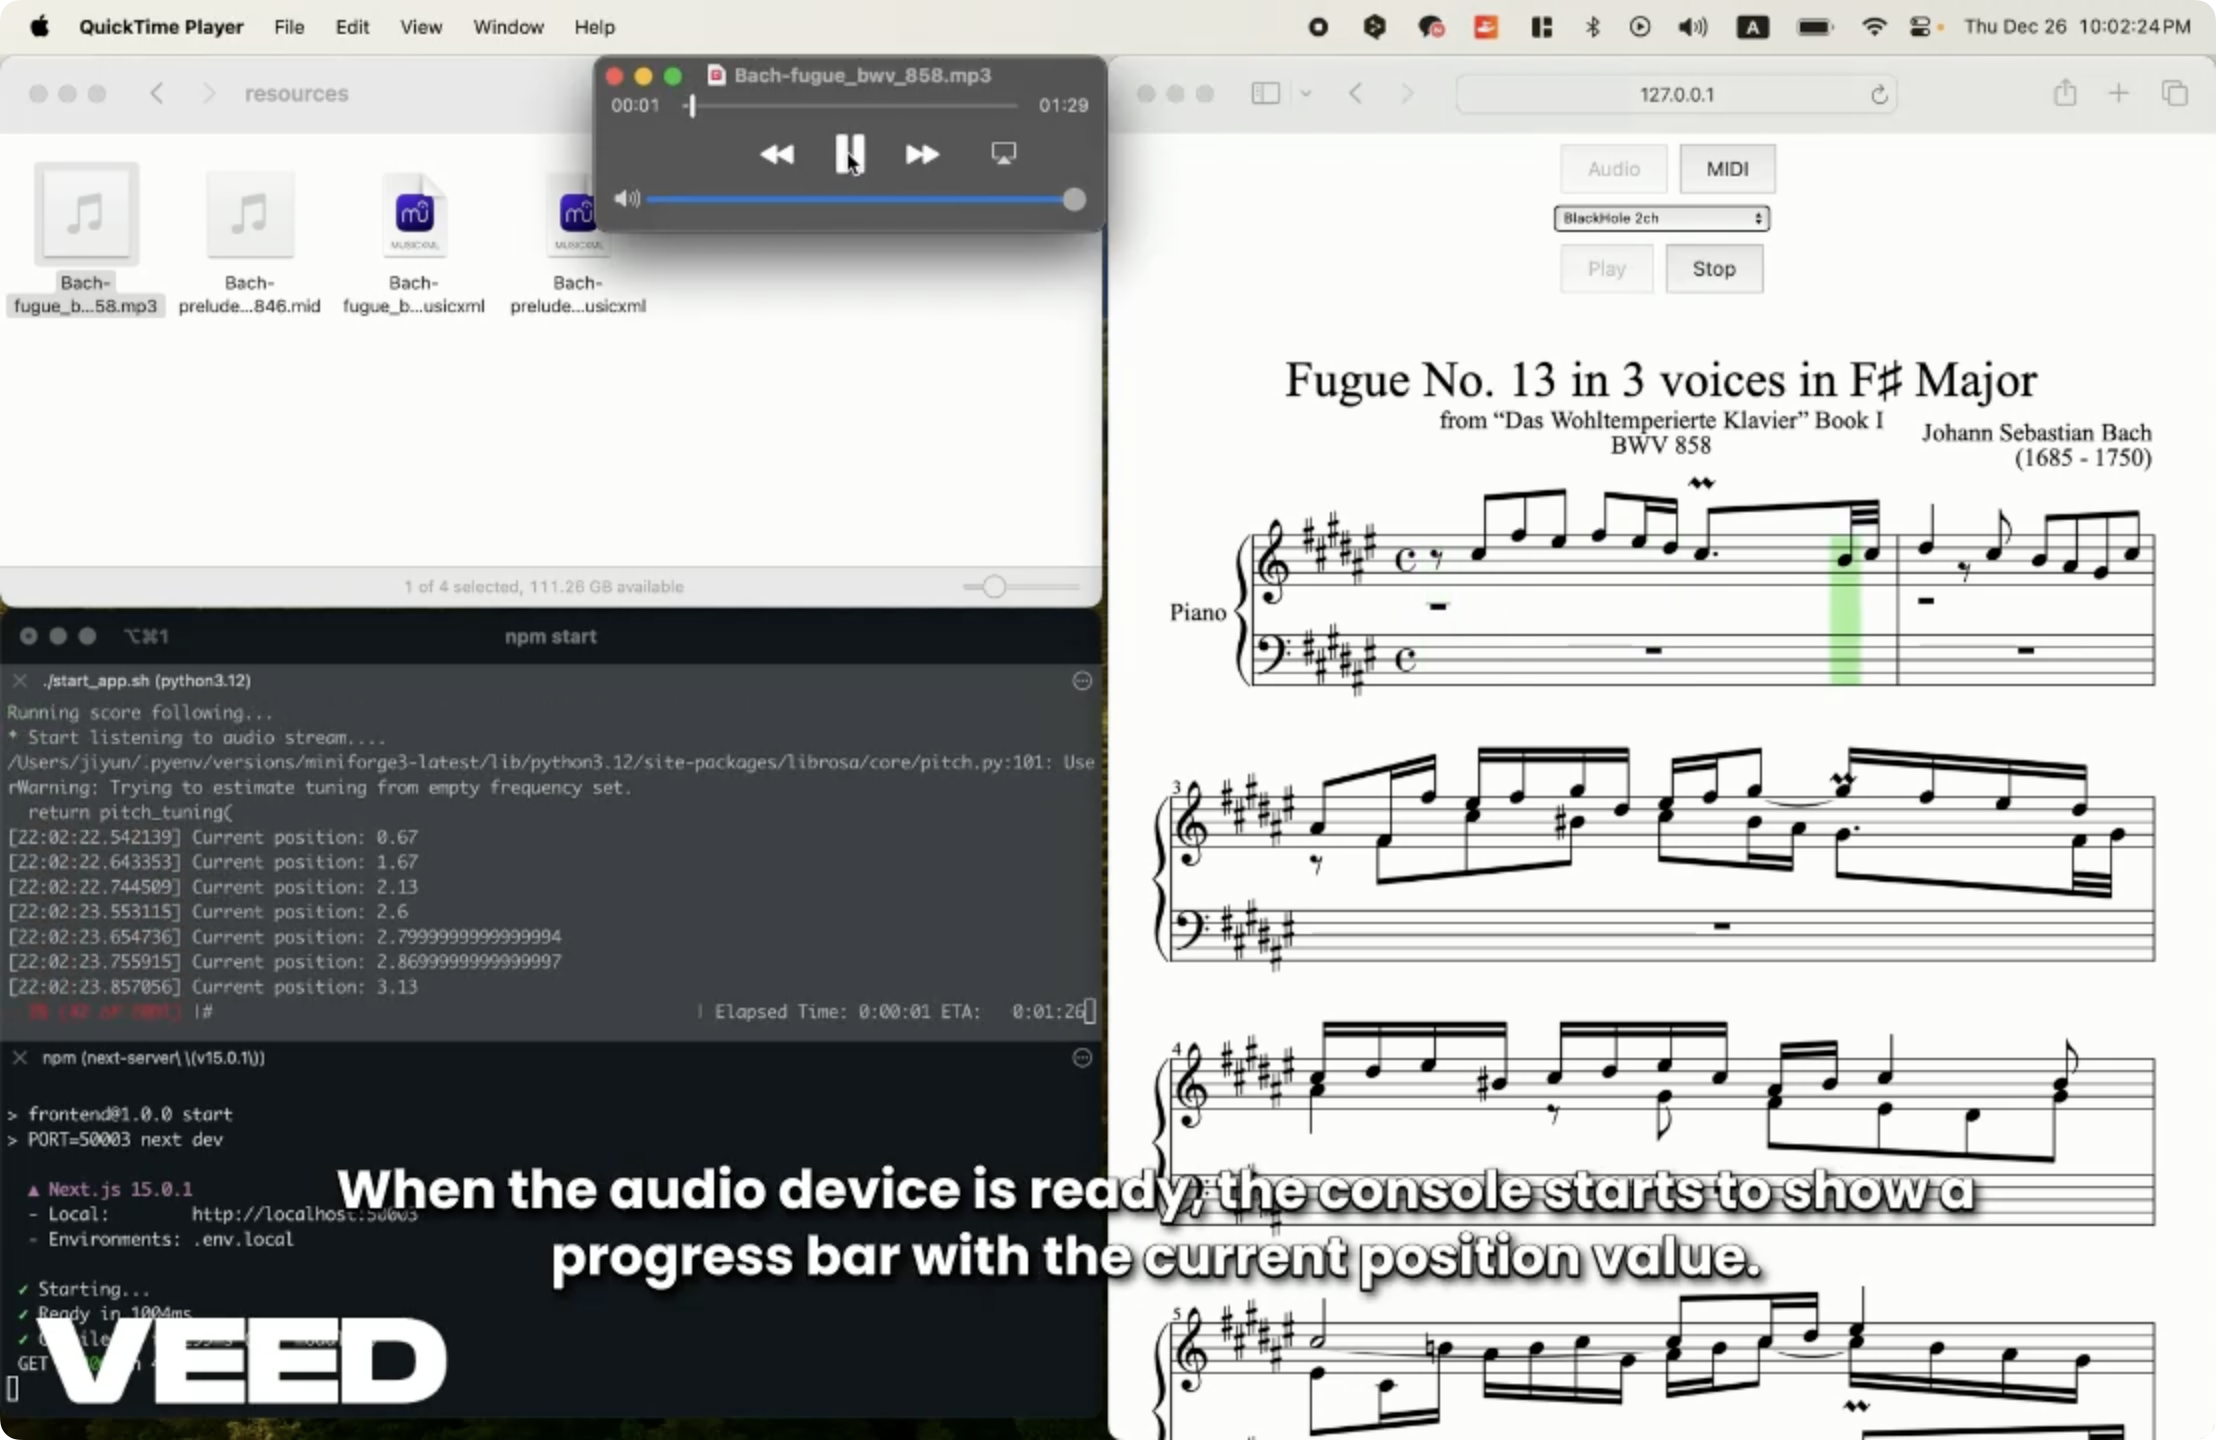 QuickTime Player File Edit View Window Help
A Thu Dec 26 10:02:24 PM
resources
Bach-fugue_bwv_858.mp3
00:01 01:29
Bach-
fugue_b...58.mp3
Bach-
prelude...846.mid
MUSICXML
Bach-
fugue_b...usicxml
MUSICXML
Bach-
prelude...usicxml
1 of 4 selected, 111.26 GB available
⌥⌘1 npm start
./start_app.sh (python3.12)
Running score following...
* Start listening to audio stream....
/Users/jiyun/.pyenv/versions/miniforge3-latest/lib/python3.12/site-packages/librosa/core/pitch.py:101: Use
rWarning: Trying to estimate tuning from empty frequency set.
return pitch_tuning(
[22:02:22.542139] Current position: 0.67
[22:02:22.643353] Current position: 1.67
[22:02:22.744509] Current position: 2.13
[22:02:23.553115] Current position: 2.6
[22:02:23.654736] Current position: 2.7999999999999994
[22:02:23.755915] Current position: 2.8699999999999997
[22:02:23.857056] Current position: 3.13
|# | Elapsed Time: 0:00:01 ETA: 0:01:26
npm (next-server\ \(v15.0.1\))
> frontend@1.0.0 start
> PORT=50003 next dev
▲ Next.js 15.0.1
- Local: http://localhost:50003
- Environments: .env.local
✓ Starting...
✓ Ready in 1004ms
GET
127.0.0.1
Audio MIDI
BlackHole 2ch
Play Stop
Fugue No. 13 in 3 voices in F♯ Major
from “Das Wohltemperierte Klavier” Book I
BWV 858
Johann Sebastian Bach
(1685 - 1750)
Piano
3
4
5
When the audio device is ready, the console starts to show a
progress bar with the current position value.
VEED